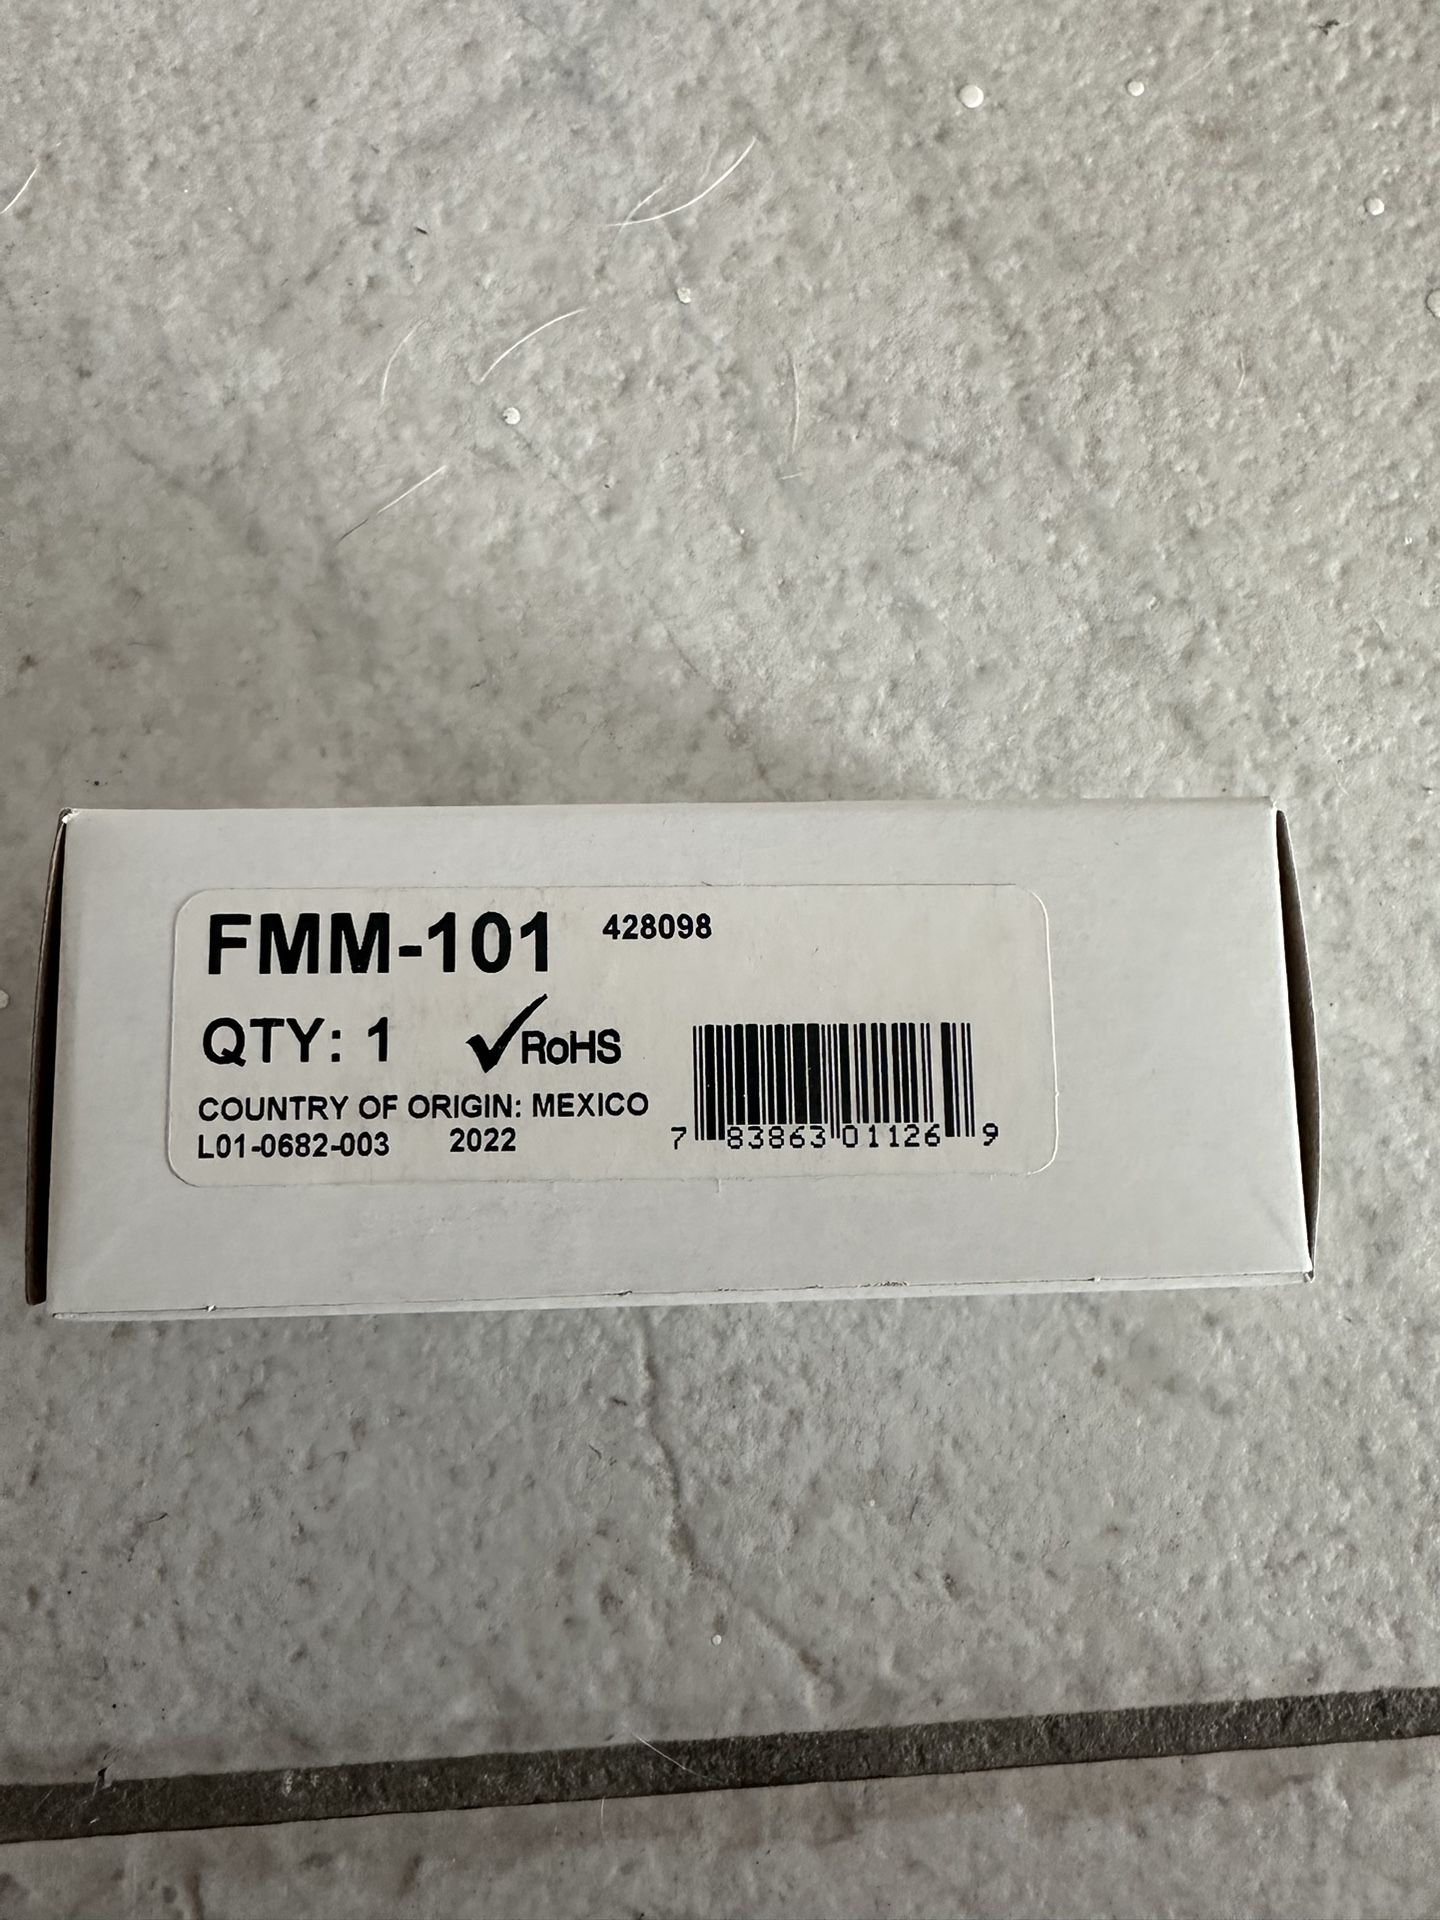 FMM-101 428098
QTY: 1 RoHS
COUNTRY OF ORIGIN: MEXICO
L01-0682-003 2022
7 83863 01126 9